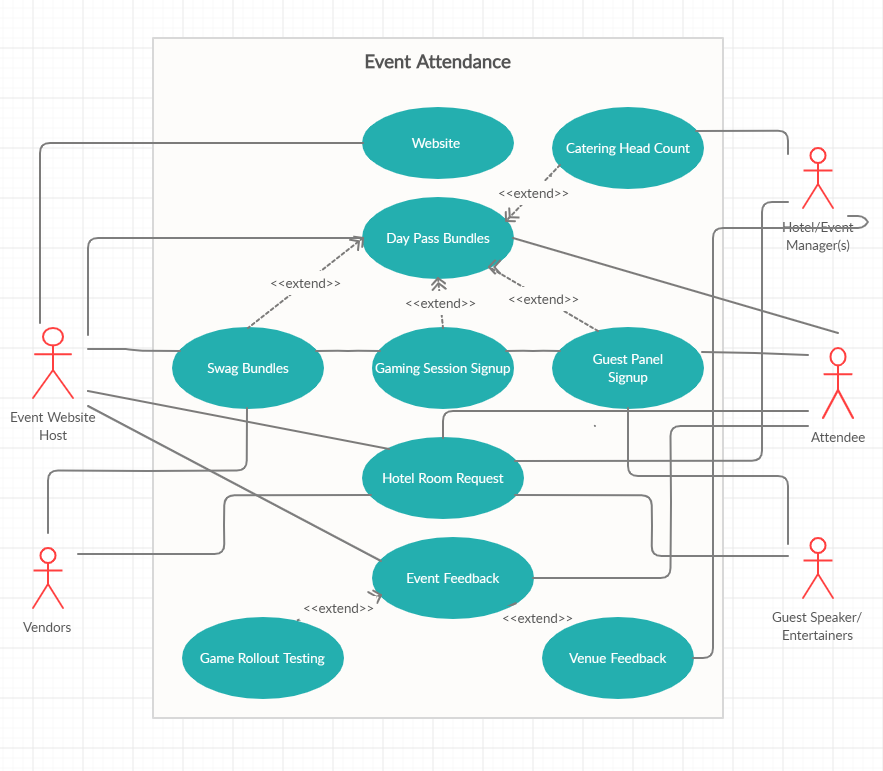 Event Attendance
Website
Catering Head Count
<<extend>>
Day Pass Bundles
Hotel/Event
Manager(s)
<<extend>>
<<extend>>
<<extend>>
Swag Bundles
Gaming Session Signup
Guest Panel
Signup
Event Website
Host
Attendee
Hotel Room Request
Event Feedback
<<extend>>
<<extend>>
Vendors
Guest Speaker/
Entertainers
Game Rollout Testing
Venue Feedback